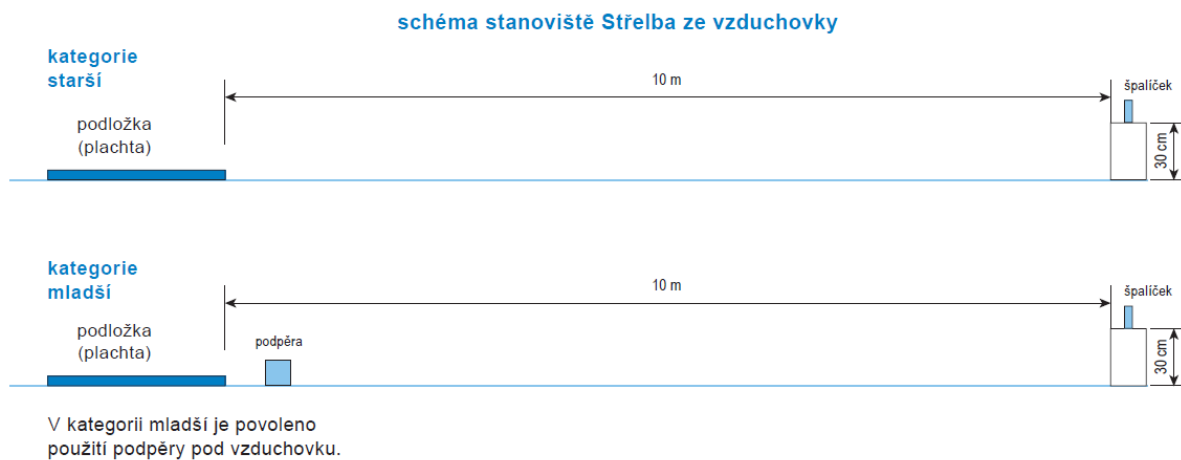 schéma stanoviště Střelba ze vzduchovky
kategorie
starší
10 m
špalíček
podložka
(plachta)
30 cm
kategorie
mladší
10 m
špalíček
podložka
(plachta)
podpěra
30 cm
V kategorii mladší je povoleno
použití podpěry pod vzduchovku.